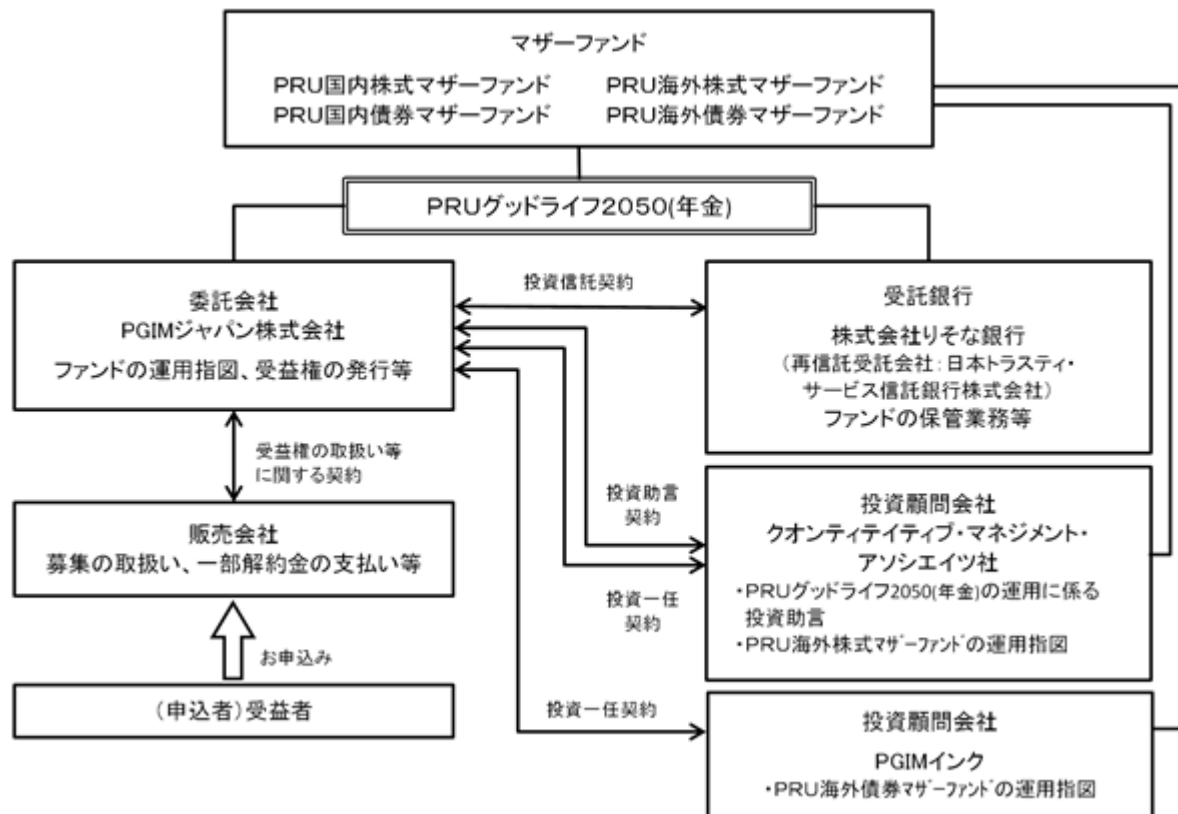 マザーファンド
PRU国内株式マザーファンド PRU海外株式マザーファンド
PRU国内債券マザーファンド PRU海外債券マザーファンド
PRUグッドライフ2050(年金)
委託会社
PGIMジャパン株式会社
ファンドの運用指図、受益権の発行等
投資信託契約
受託銀行
株式会社りそな銀行
(再信託受託会社:日本トラスティ・
サービス信託銀行株式会社)
ファンドの保管業務等
受益権の取扱い等
に関する契約
販売会社
募集の取扱い、一部解約金の支払い等
お申込み
(申込者)受益者
投資助言
契約
投資一任
契約
投資顧問会社
クオンティテイティブ・マネジメント・
アソシエイツ社
・PRUグッドライフ2050(年金)の運用に係る
投資助言
・PRU海外株式マザーファンドの運用指図
投資一任契約
投資顧問会社
PGIMインク
・PRU海外債券マザーファンドの運用指図